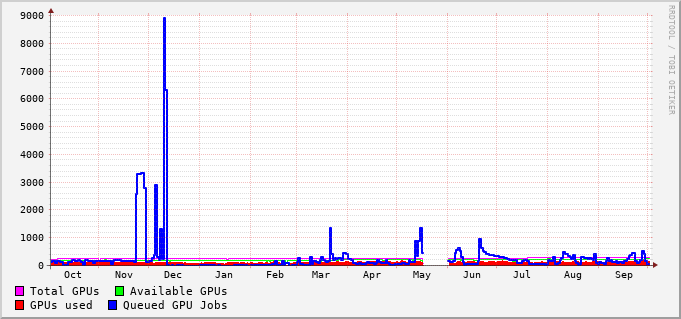 9000
8000
7000
6000
5000
4000
3000
2000
1000
0
Oct Nov Dec Jan Feb Mar Apr May Jun Jul Aug Sep
Total GPUs Available GPUs
GPUs used Queued GPU Jobs
RRDTOOL / TOBI OETIKER